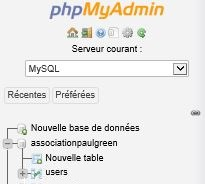 phpMyAdmin
Serveur courant :
MySQL
Récentes Préférées
Nouvelle base de données
associationpaulgreen
Nouvelle table
users